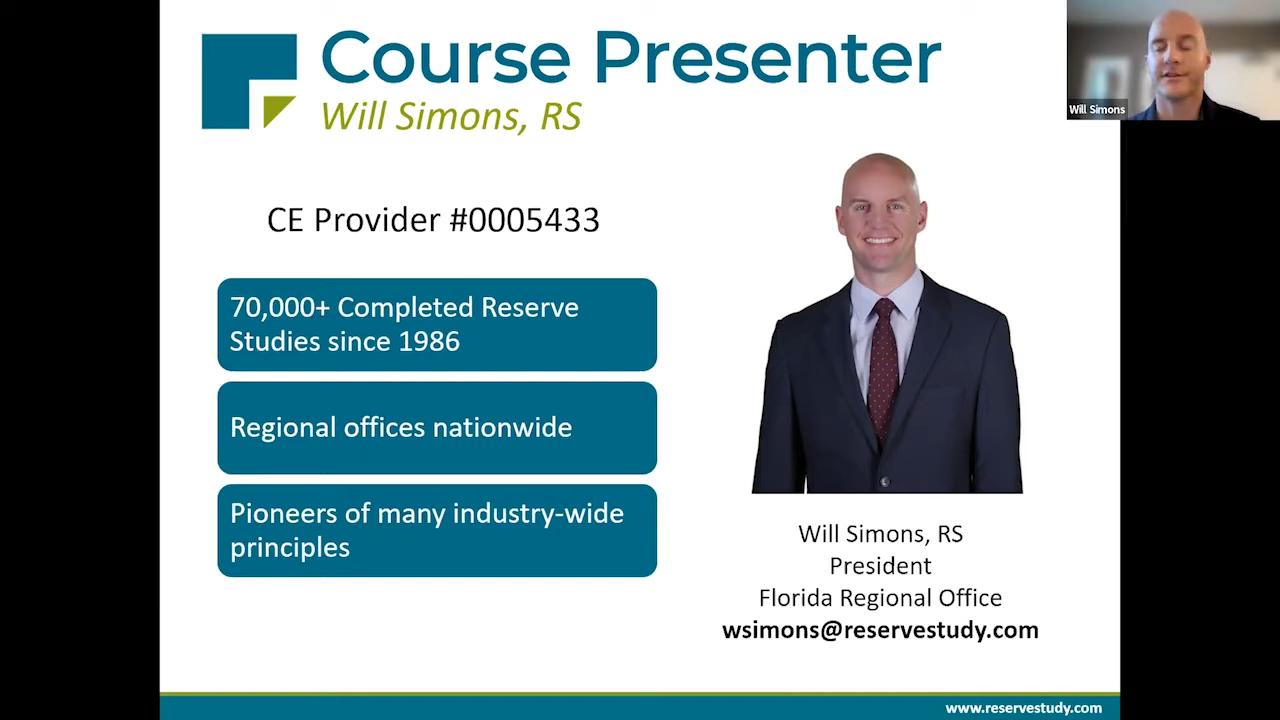 Course Presenter
Will Simons, RS
Will Simons
CE Provider #0005433
70,000+ Completed Reserve
Studies since 1986
Regional offices nationwide
Pioneers of many industry-wide
principles
Will Simons, RS
President
Florida Regional Office
wsimons@reservestudy.com
www.reservestudy.com